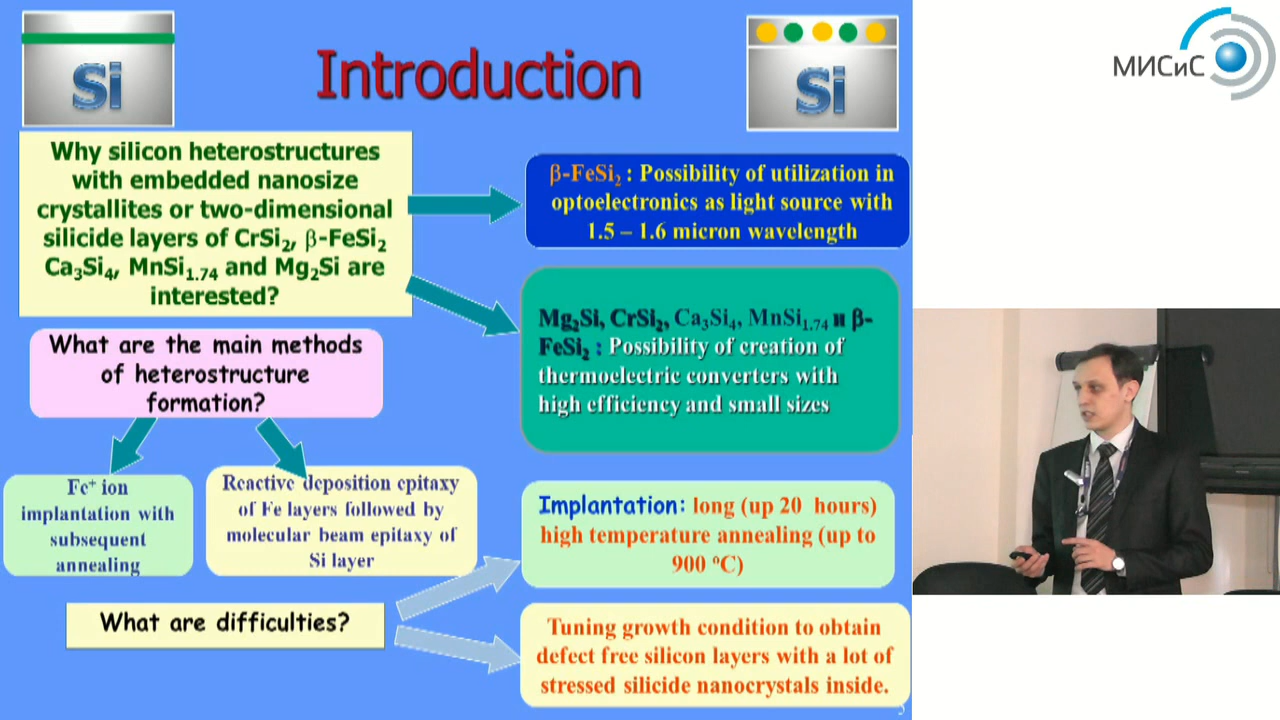 Si
Introduction
Si
МИСиС
Why silicon heterostructures
with embedded nanosize
crystallites or two-dimensional
silicide layers of CrSi₂, β-FeSi₂
Ca₃Si₄, MnSi₁.₇₄ and Mg₂Si are
interested?
β-FeSi₂ : Possibility of utilization in
optoelectronics as light source with
1.5 – 1.6 micron wavelength
Mg₂Si, CrSi₂, Ca₃Si₄, MnSi₁.₇₄ и β-
FeSi₂ : Possibility of creation of
thermoelectric converters with
high efficiency and small sizes
What are the main methods
of heterostructure
formation?
Fe⁺ ion
implantation with
subsequent
annealing
Reactive deposition epitaxy
of Fe layers followed by
molecular beam epitaxy of
Si layer
What are difficulties?
Implantation: long (up 20 hours)
high temperature annealing (up to
900 ºC)
Tuning growth condition to obtain
defect free silicon layers with a lot of
stressed silicide nanocrystals inside.